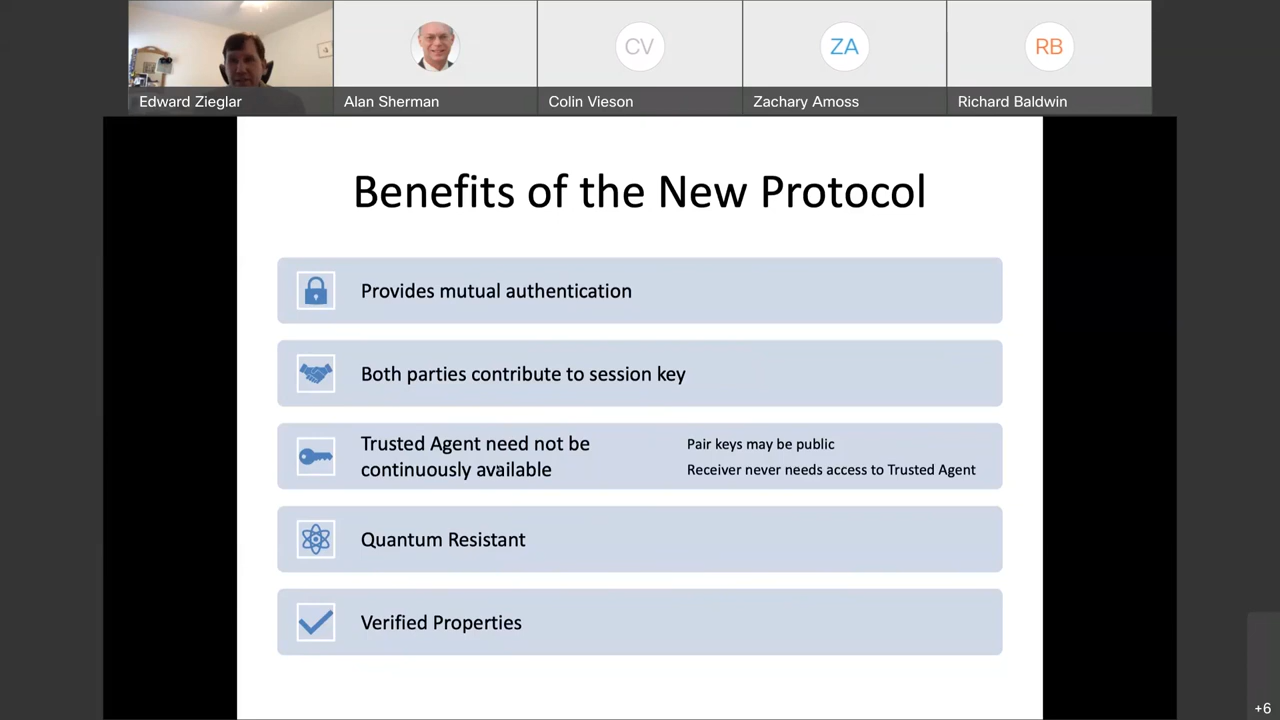 CV
ZA
RB
Edward Zieglar
Alan Sherman
Colin Vieson
Zachary Amoss
Richard Baldwin
Benefits of the New Protocol
Provides mutual authentication
Both parties contribute to session key
Trusted Agent need not be
continuously available
Pair keys may be public
Receiver never needs access to Trusted Agent
Quantum Resistant
Verified Properties
+6